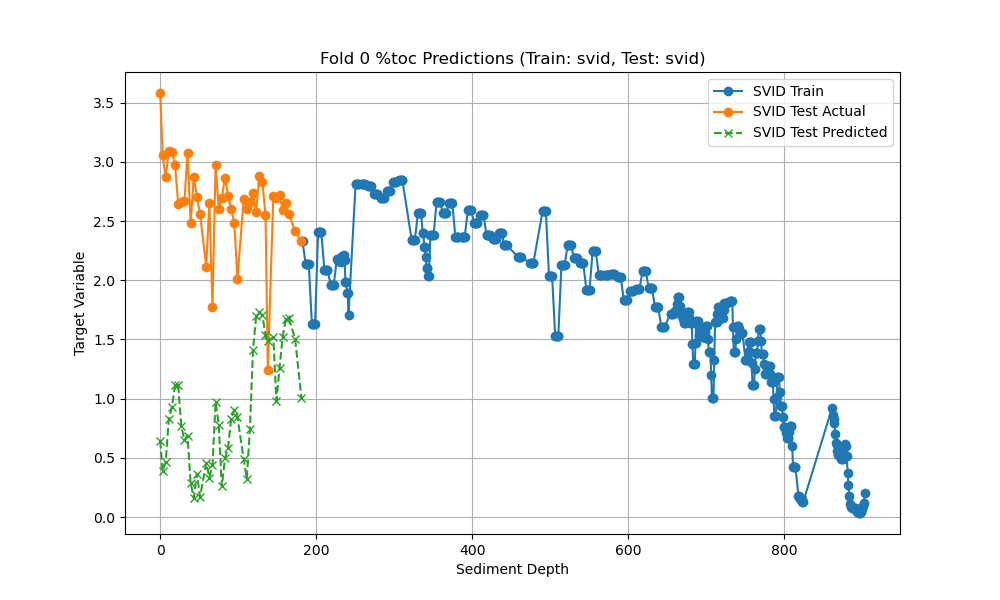 Fold 0 %toc Predictions (Train: svid, Test: svid)
SVID Train
SVID Test Actual
SVID Test Predicted
Target Variable
3.5
3.0
2.5
2.0
1.5
1.0
0.5
0.0
0 200 400 600 800
Sediment Depth